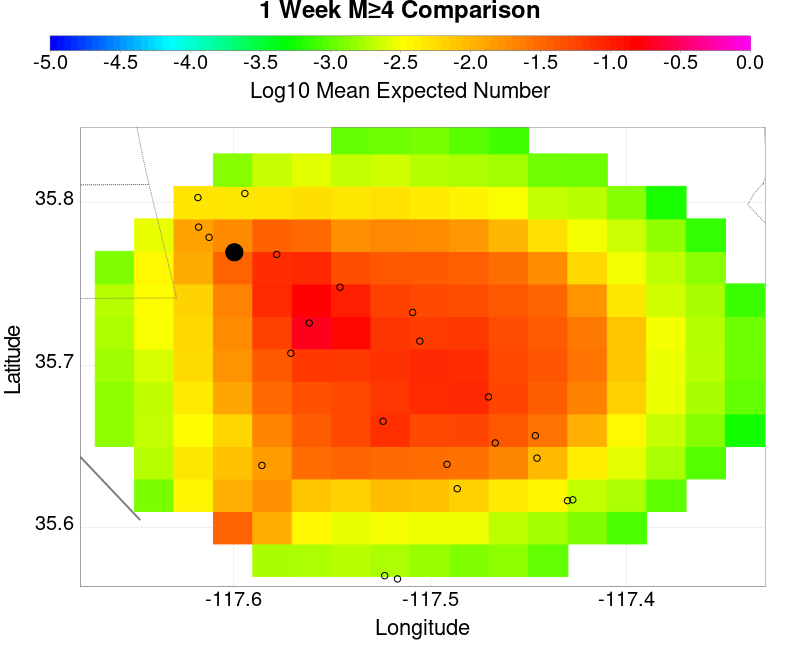 1 Week M≥4 Comparison
-5.0 -4.5 -4.0 -3.5 -3.0 -2.5 -2.0 -1.5 -1.0 -0.5 0.0
Log10 Mean Expected Number
35.8
35.7
35.6
Latitude
-117.6 -117.5 -117.4
Longitude